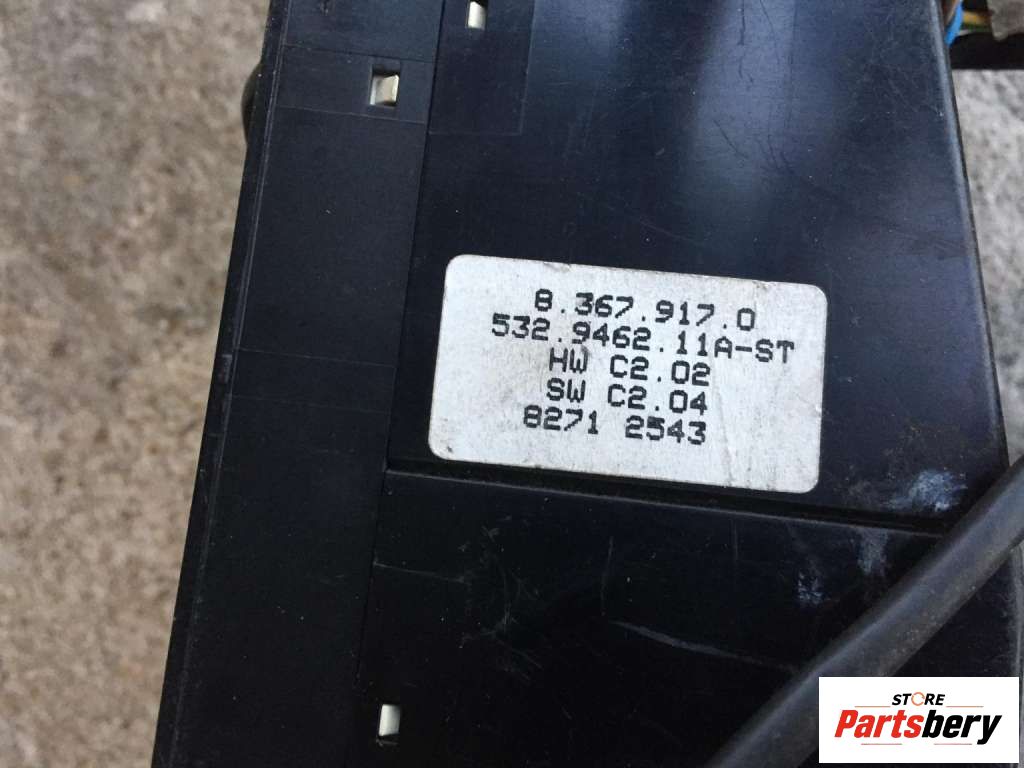 8.367.917.0
532.9462.11A-ST
HW C2.02
SW C2.04
8271 2543
STORE
Partsbery